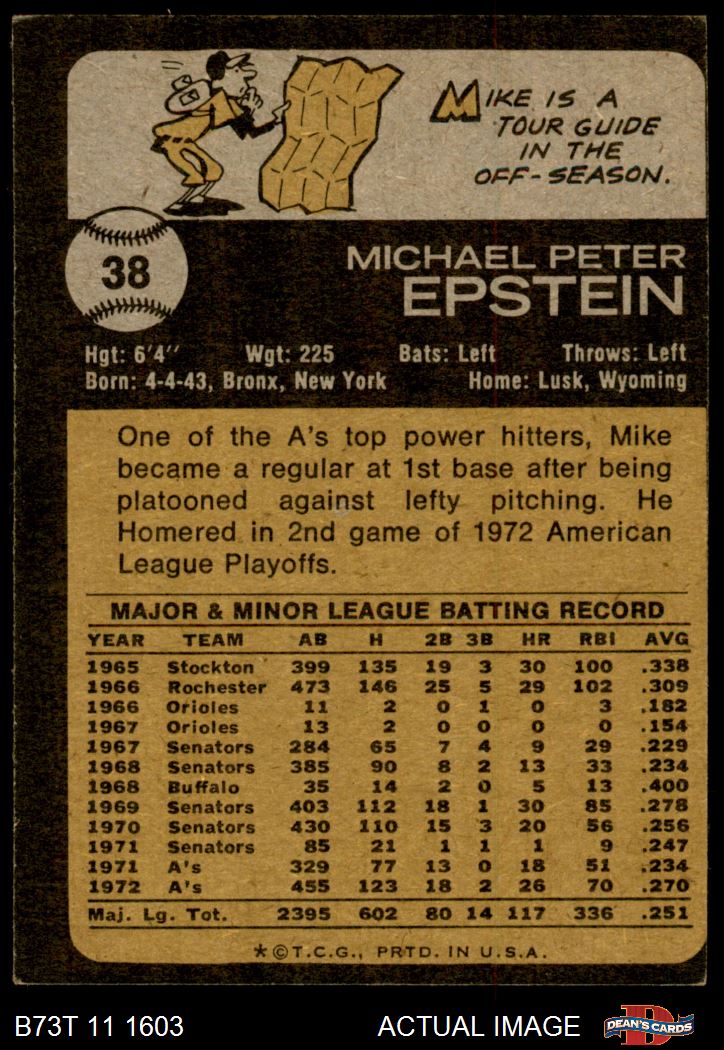 MIKE IS A
TOUR GUIDE
IN THE
OFF-SEASON.
38
MICHAEL PETER
EPSTEIN
Hgt: 6'4" Wgt: 225 Bats: Left Throws: Left
Born: 4-4-43, Bronx, New York Home: Lusk, Wyoming
One of the A's top power hitters, Mike
became a regular at 1st base after being
platooned against lefty pitching. He
Homered in 2nd game of 1972 American
League Playoffs.
MAJOR & MINOR LEAGUE BATTING RECORD
YEAR TEAM AB H 2B 3B HR RBI AVG
1965 Stockton 399 135 19 3 30 100 .338
1966 Rochester 473 146 25 5 29 102 .309
1966 Orioles 11 2 0 1 0 3 .182
1967 Orioles 13 2 0 0 0 0 .154
1967 Senators 284 65 7 4 9 29 .229
1968 Senators 385 90 8 2 13 33 .234
1968 Buffalo 35 14 2 0 5 13 .400
1969 Senators 403 112 18 1 30 85 .278
1970 Senators 430 110 15 3 20 56 .256
1971 Senators 85 21 1 1 1 9 .247
1971 A's 329 77 13 0 18 51 .234
1972 A's 455 123 18 2 26 70 .270
Maj. Lg. Tot. 2395 602 80 14 117 336 .251
*©T.C.G., PRTD. IN U.S.A.
B73T 11 1603 ACTUAL IMAGE D DEAN'S CARDS